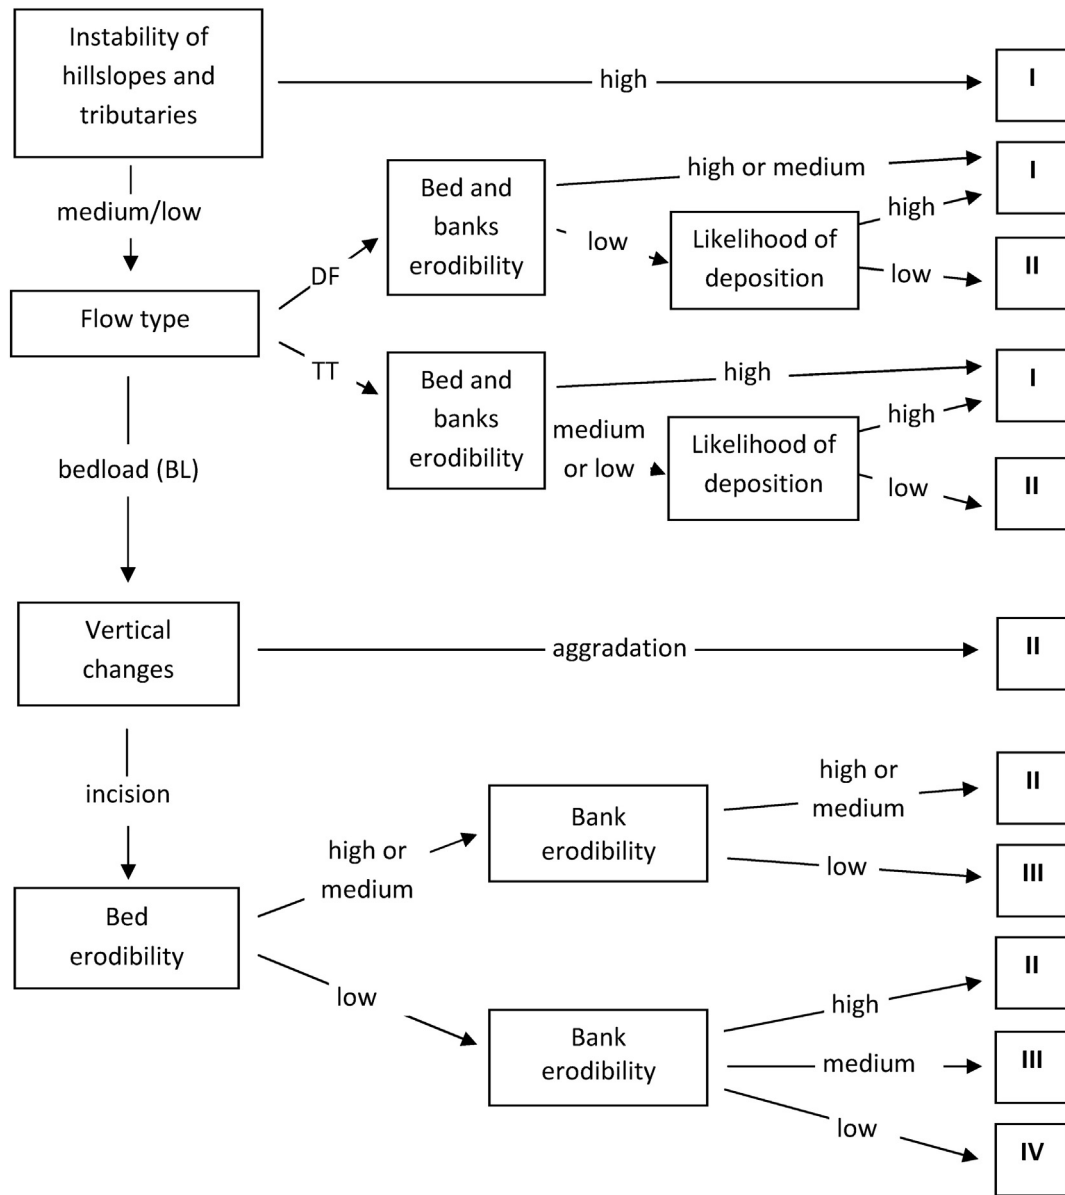 Instability of
hillslopes and
tributaries
high
I
medium/low
Bed and
banks
erodibility
high or medium
I
low
Likelihood of
deposition
high
low
II
DF
Flow type
TT
Bed and
banks
erodibility
high
I
medium
or low
Likelihood of
deposition
high
low
II
bedload (BL)
Vertical
changes
aggradation
II
incision
Bed
erodibility
high or
medium
Bank
erodibility
high or
medium
II
low
III
low
Bank
erodibility
high
II
medium
III
low
IV